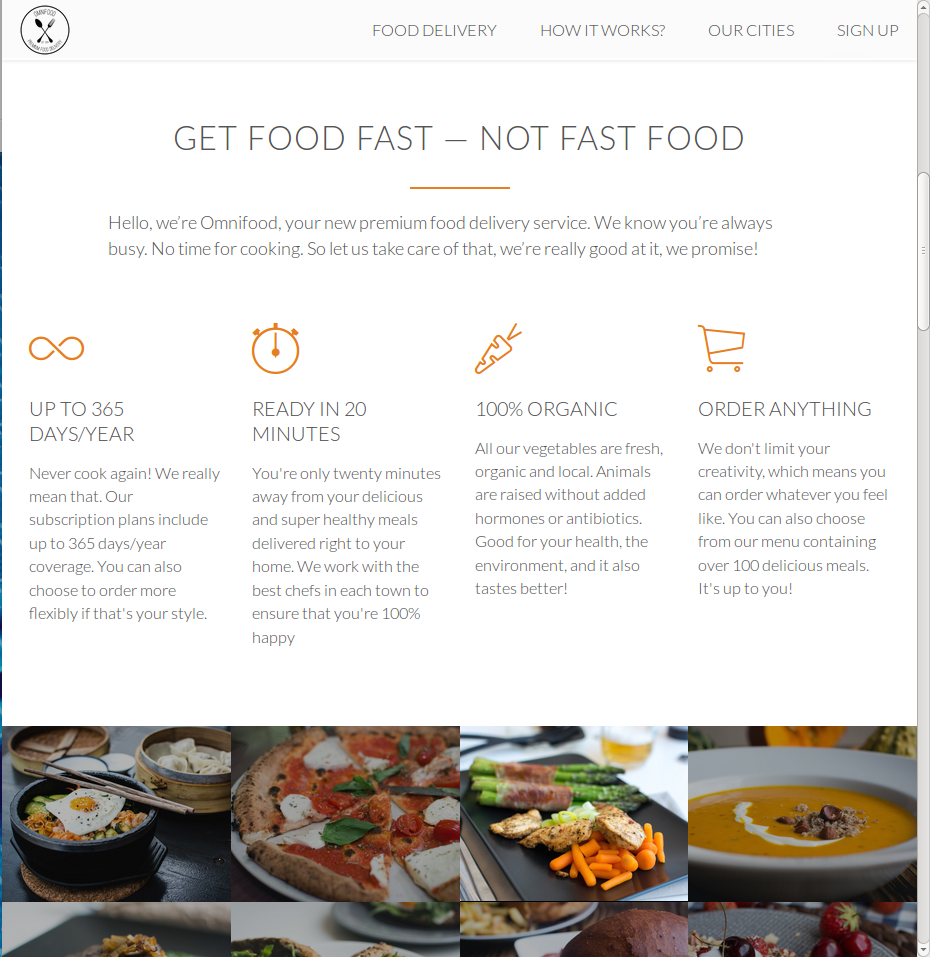 OMNIFOOD
PREMIUM FOOD DELIVERY
FOOD DELIVERY
HOW IT WORKS?
OUR CITIES
SIGN UP
GET FOOD FAST — NOT FAST FOOD
Hello, we’re Omnifood, your new premium food delivery service. We know you’re always
busy. No time for cooking. So let us take care of that, we’re really good at it, we promise!
UP TO 365
DAYS/YEAR
Never cook again! We really
mean that. Our
subscription plans include
up to 365 days/year
coverage. You can also
choose to order more
flexibly if that's your style.
READY IN 20
MINUTES
You're only twenty minutes
away from your delicious
and super healthy meals
delivered right to your
home. We work with the
best chefs in each town to
ensure that you're 100%
happy
100% ORGANIC
All our vegetables are fresh,
organic and local. Animals
are raised without added
hormones or antibiotics.
Good for your health, the
environment, and it also
tastes better!
ORDER ANYTHING
We don't limit your
creativity, which means you
can order whatever you feel
like. You can also choose
from our menu containing
over 100 delicious meals.
It's up to you!